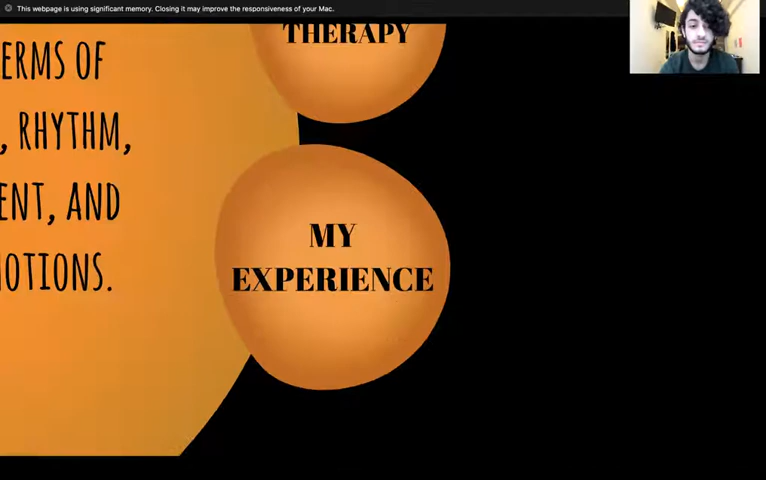 This webpage is using significant memory. Closing it may improve the responsiveness of your Mac.
ERMS OF
, RHYTHM,
ENT, AND
OTIONS.
THERAPY
MY
EXPERIENCE